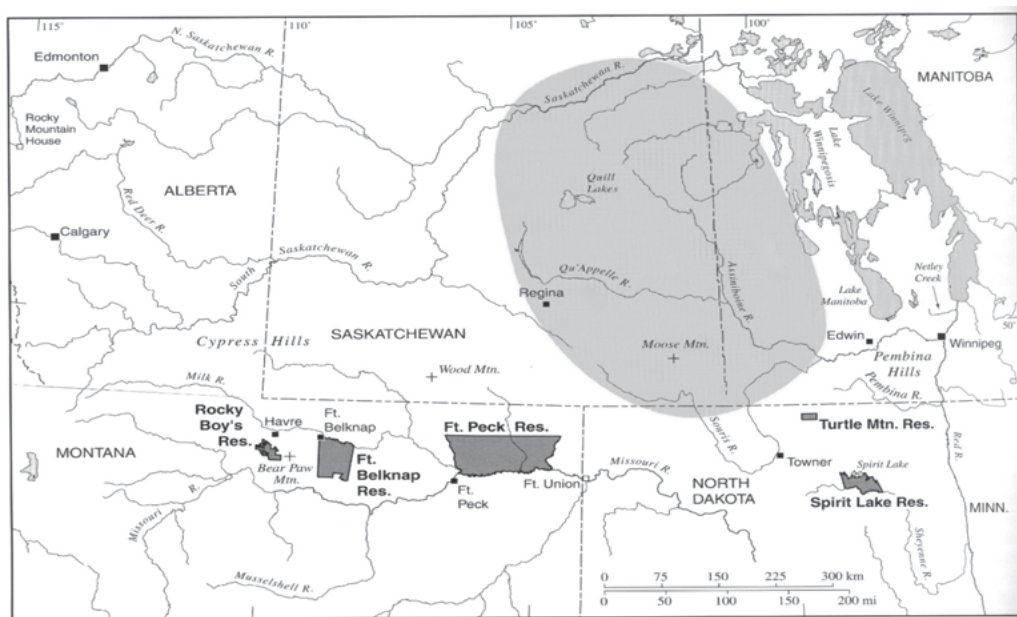 115°
110°
105°
100°
N. Saskatchewan R.
Edmonton
Saskatchewan R.
MANITOBA
Rocky
Mountain
House
Lake Winnipeg
Lake
Winnipegosis
ALBERTA
Quill
Lakes
Red Deer R.
Calgary
South
Saskatchewan R.
Qu'Appelle R.
Assiniboine R.
Netley
Creek
Regina
Lake
Manitoba
50°
SASKATCHEWAN
Edwin
Winnipeg
Cypress Hills
Moose Mtn.
Pembina
Hills
Wood Mtn.
Milk R.
Pembina R.
Rocky
Boy's
Res.
Havre
Ft.
Belknap
Ft. Peck Res.
Souris R.
Turtle Mtn. Res.
Red R.
MONTANA
Bear Paw
Mtn.
Ft.
Belknap
Res.
Ft.
Peck
Ft. Union
Missouri R.
NORTH
DAKOTA
Towner
Spirit Lake
Spirit Lake Res.
MINN.
R.
Missouri
Musselshell R.
Sheyenne R.
0 75 150 225 300 km
0 50 100 150 200 mi